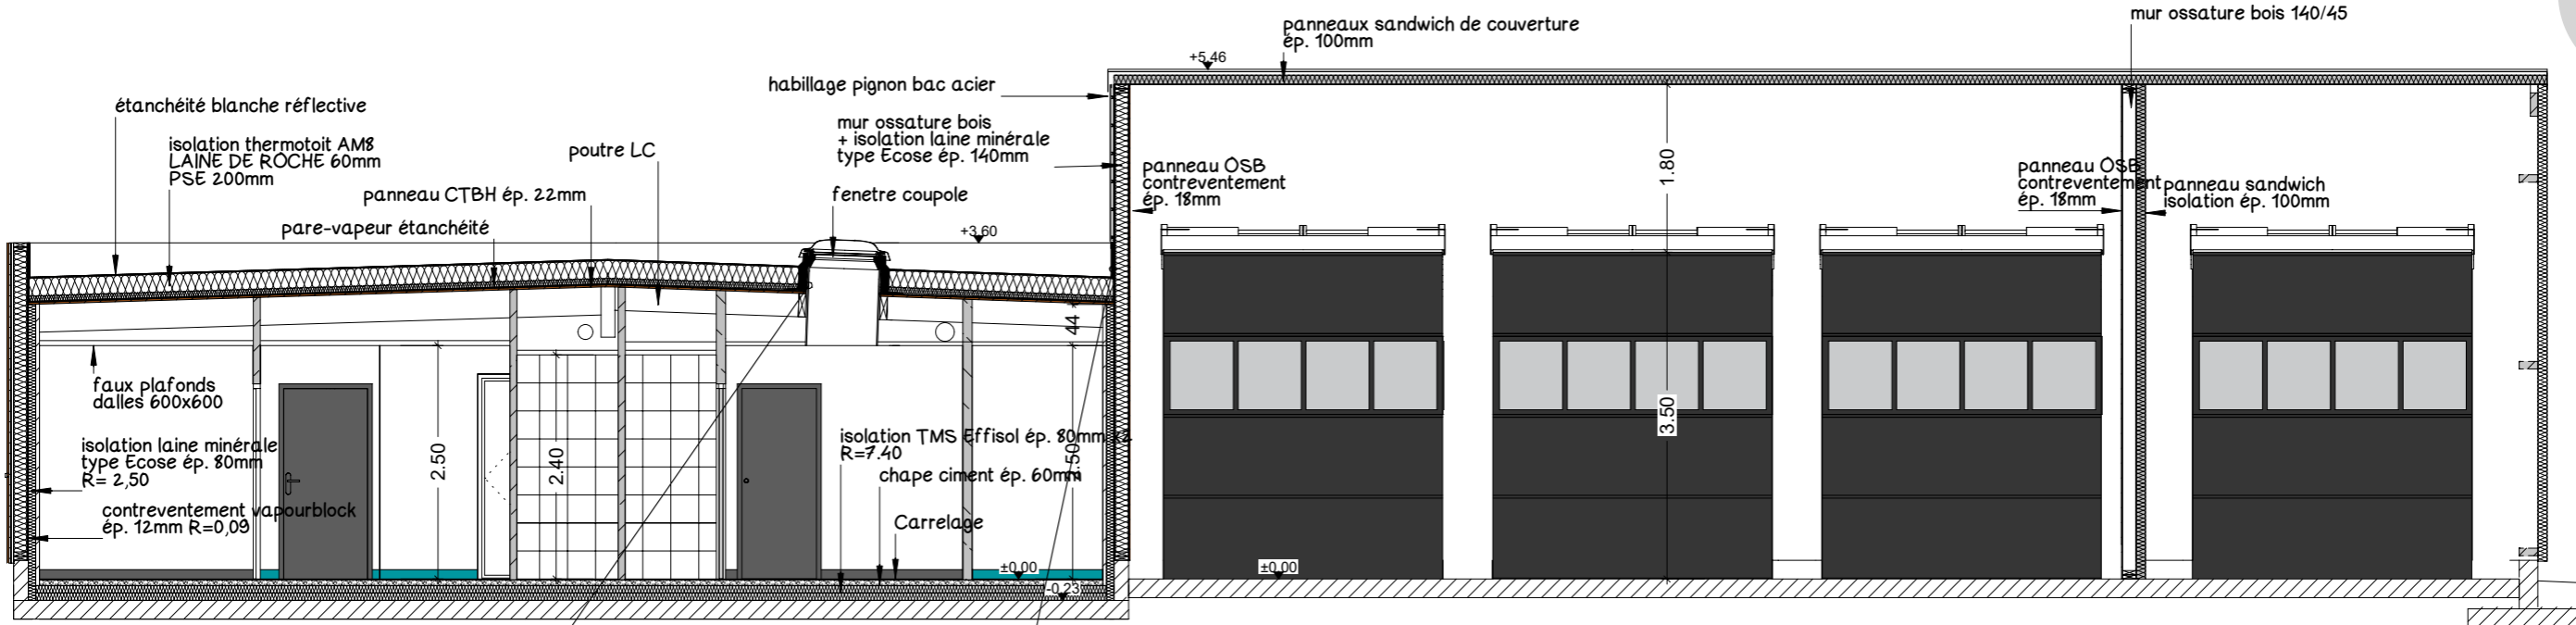 mur ossature bois 140/45
panneaux sandwich de couverture
ép. 100mm
+5,46
habillage pignon bac acier
étanchéité blanche réflective
mur ossature bois
+ isolation laine minérale
type Ecose ép. 140mm
isolation thermotoit AM8
LAINE DE ROCHE 60mm
PSE 200mm
poutre LC
panneau CTBH ép. 22mm
fenetre coupole
pare-vapeur étanchéité
+3,60
panneau OSB
contreventement
ép. 18mm
1.80
panneau OSB
contreventement
ép. 18mm
panneau sandwich
isolation ép. 100mm
44
faux plafonds
dalles 600x600
3.50
isolation laine minérale
type Ecose ép. 80mm
R= 2,50
2.50
2.40
isolation TMS Effisol ép. 80mm x2
R=7.40
2.50
chape ciment ép. 60mm
contreventement vapourblock
ép. 12mm R=0,09
Carrelage
±0,00
±0,00
-0,23